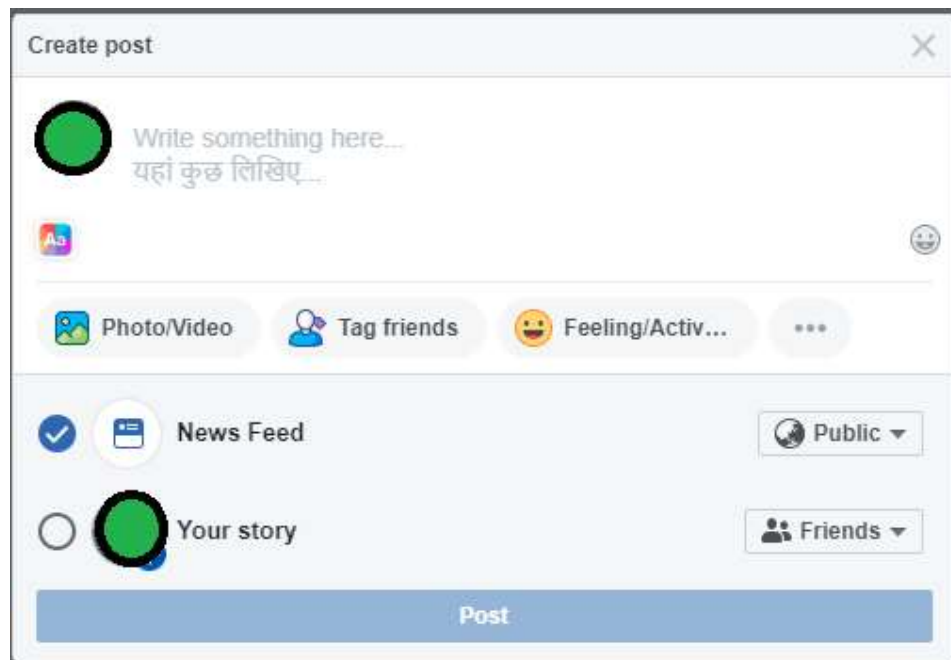 Create post
Write something here...
यहां कुछ लिखिए...
Aa
Photo/Video
Tag friends
Feeling/Activ...
News Feed
Public
Your story
Friends
Post